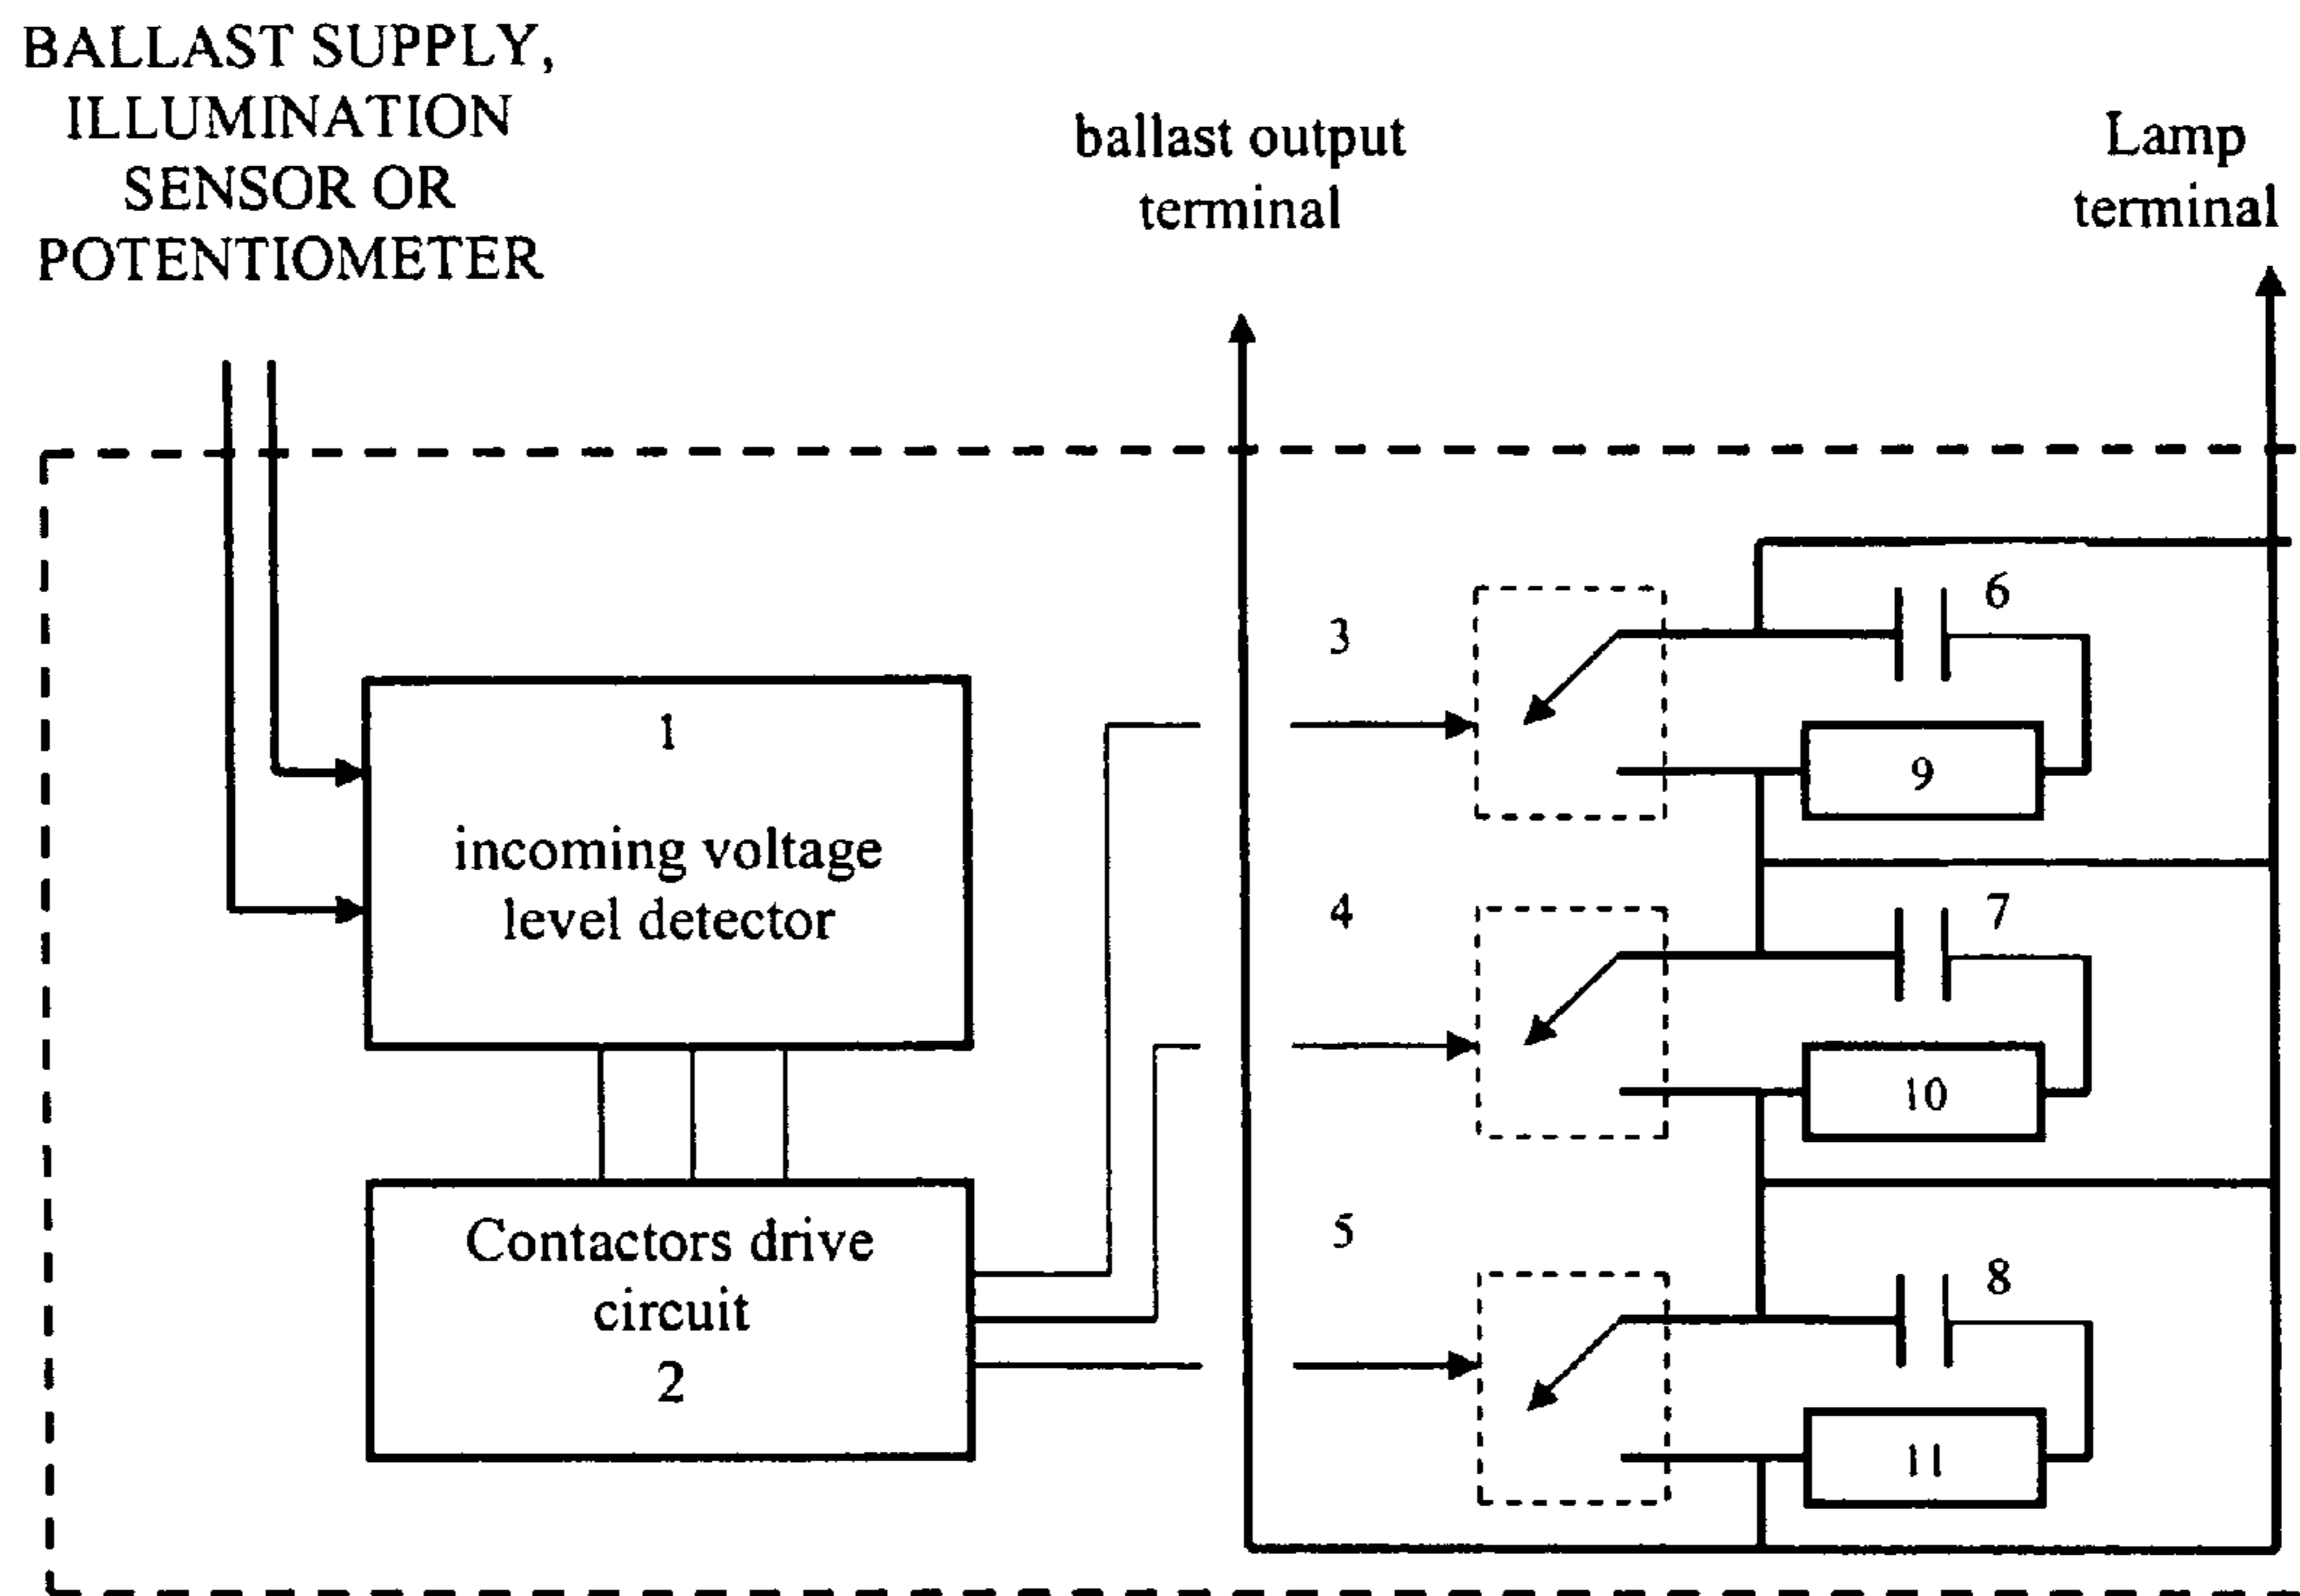 BALLAST SUPPLY,
ILLUMINATION
SENSOR OR
POTENTIOMETER
ballast output
terminal
Lamp
terminal
1
incoming voltage
level detector
Contactors drive
circuit
2
3
6
9
4
7
10
5
8
11